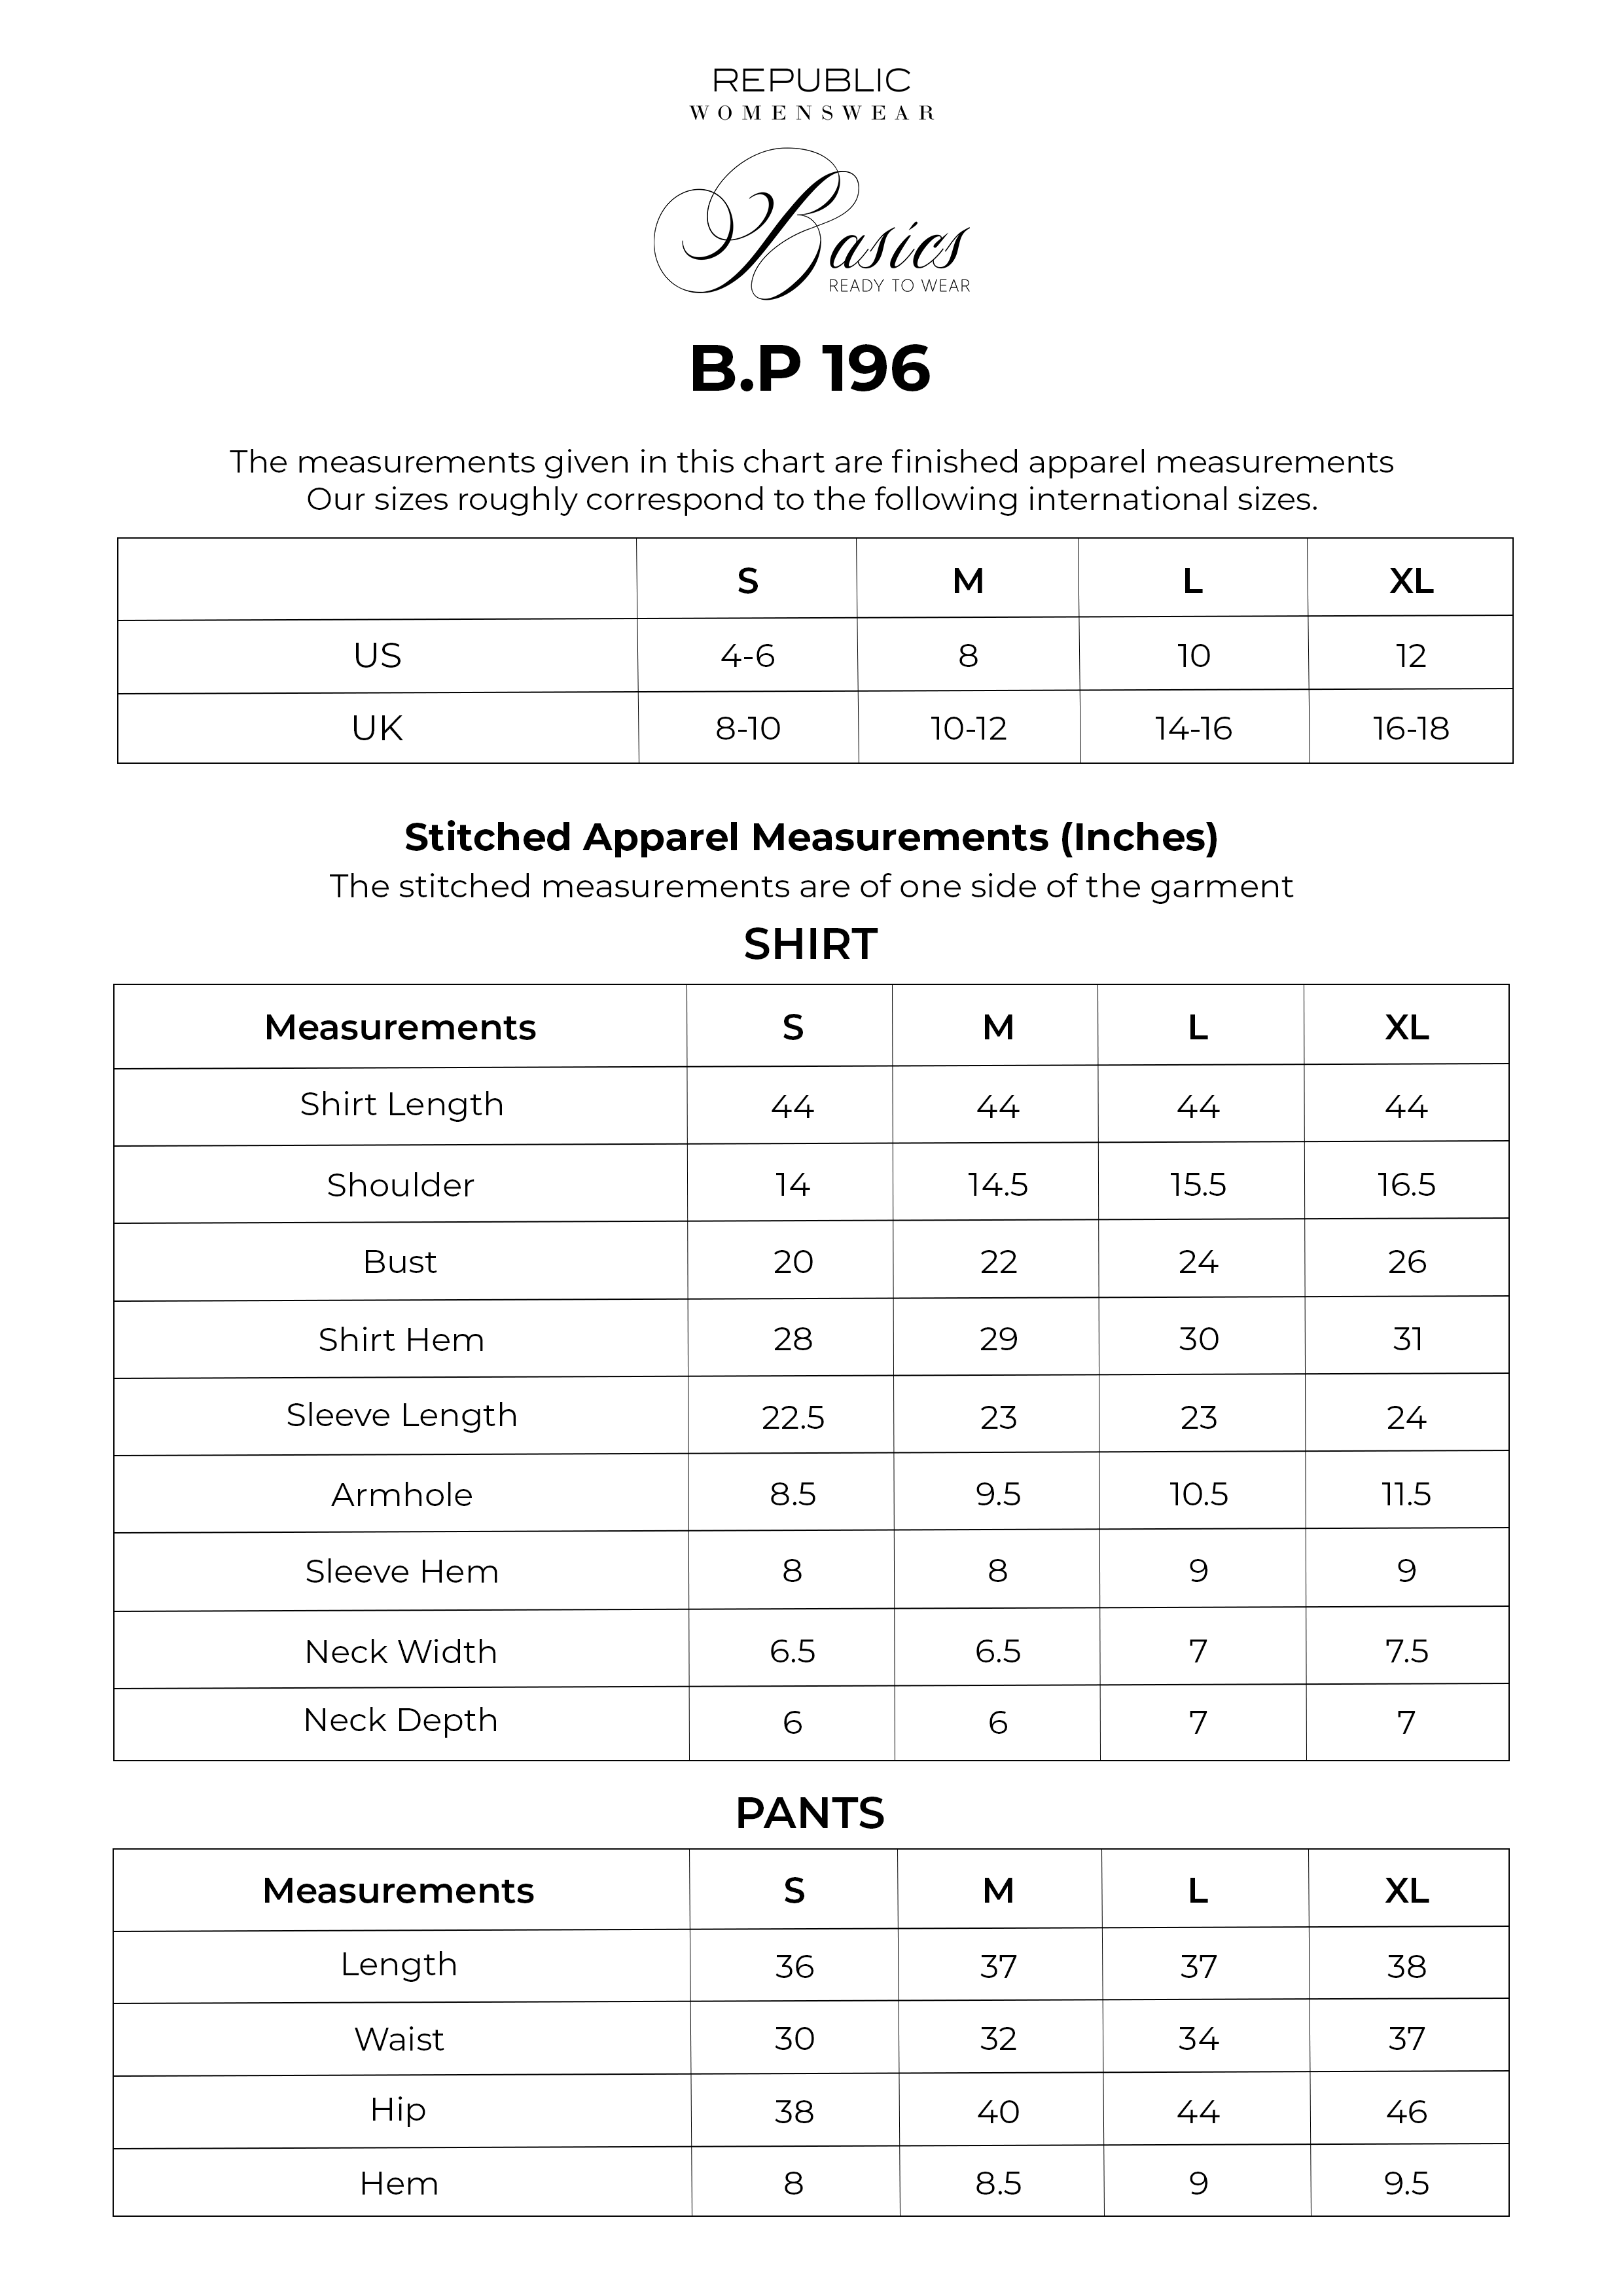 REPUBLIC
WOMENSWEAR
Basics
READY TO WEAR
B.P 196
The measurements given in this chart are finished apparel measurements
Our sizes roughly correspond to the following international sizes.
S M L XL
US 4-6 8 10 12
UK 8-10 10-12 14-16 16-18
Stitched Apparel Measurements (Inches)
The stitched measurements are of one side of the garment
SHIRT
Measurements S M L XL
Shirt Length 44 44 44 44
Shoulder 14 14.5 15.5 16.5
Bust 20 22 24 26
Shirt Hem 28 29 30 31
Sleeve Length 22.5 23 23 24
Armhole 8.5 9.5 10.5 11.5
Sleeve Hem 8 8 9 9
Neck Width 6.5 6.5 7 7.5
Neck Depth 6 6 7 7
PANTS
Measurements S M L XL
Length 36 37 37 38
Waist 30 32 34 37
Hip 38 40 44 46
Hem 8 8.5 9 9.5